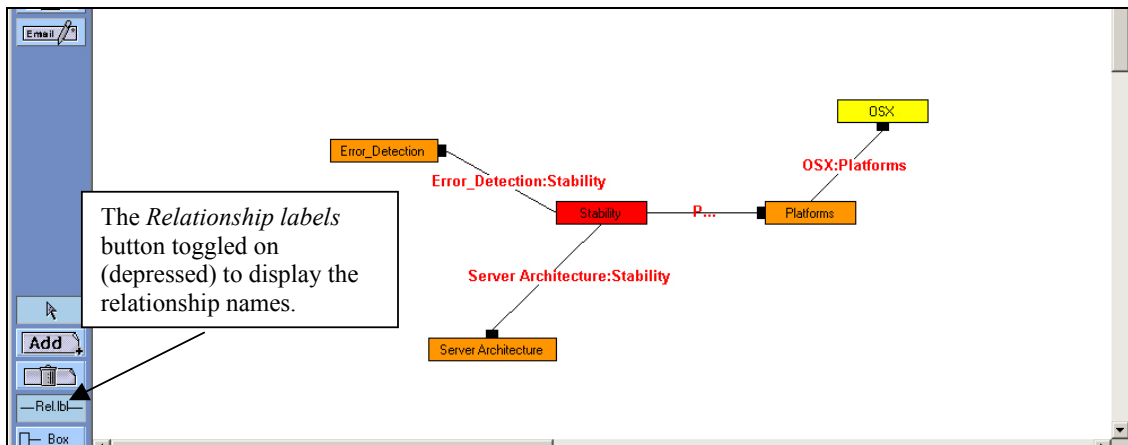 Email
OSX
Error_Detection
OSX:Platforms
Error_Detection:Stability
Stability
P...
Platforms
The Relationship labels
button toggled on
(depressed) to display the
relationship names.
Server Architecture:Stability
Add
Server Architecture
Rel.lbl
Box